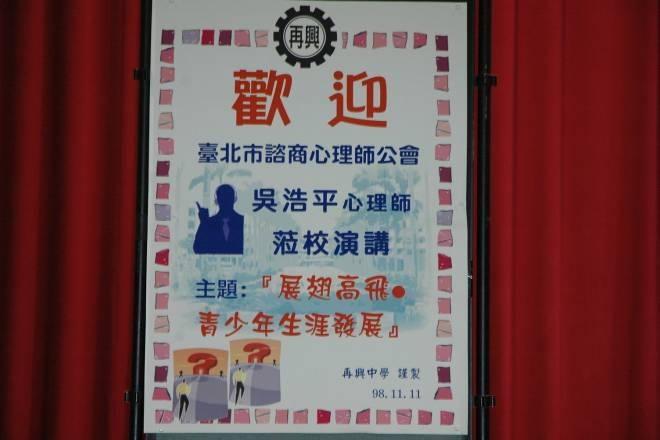 再興
歡迎
臺北市諮商心理師公會
吳浩平心理師
蒞校演講
主題：『展翅高飛●
青少年生涯發展』
再興中學 謹製
98.11.11